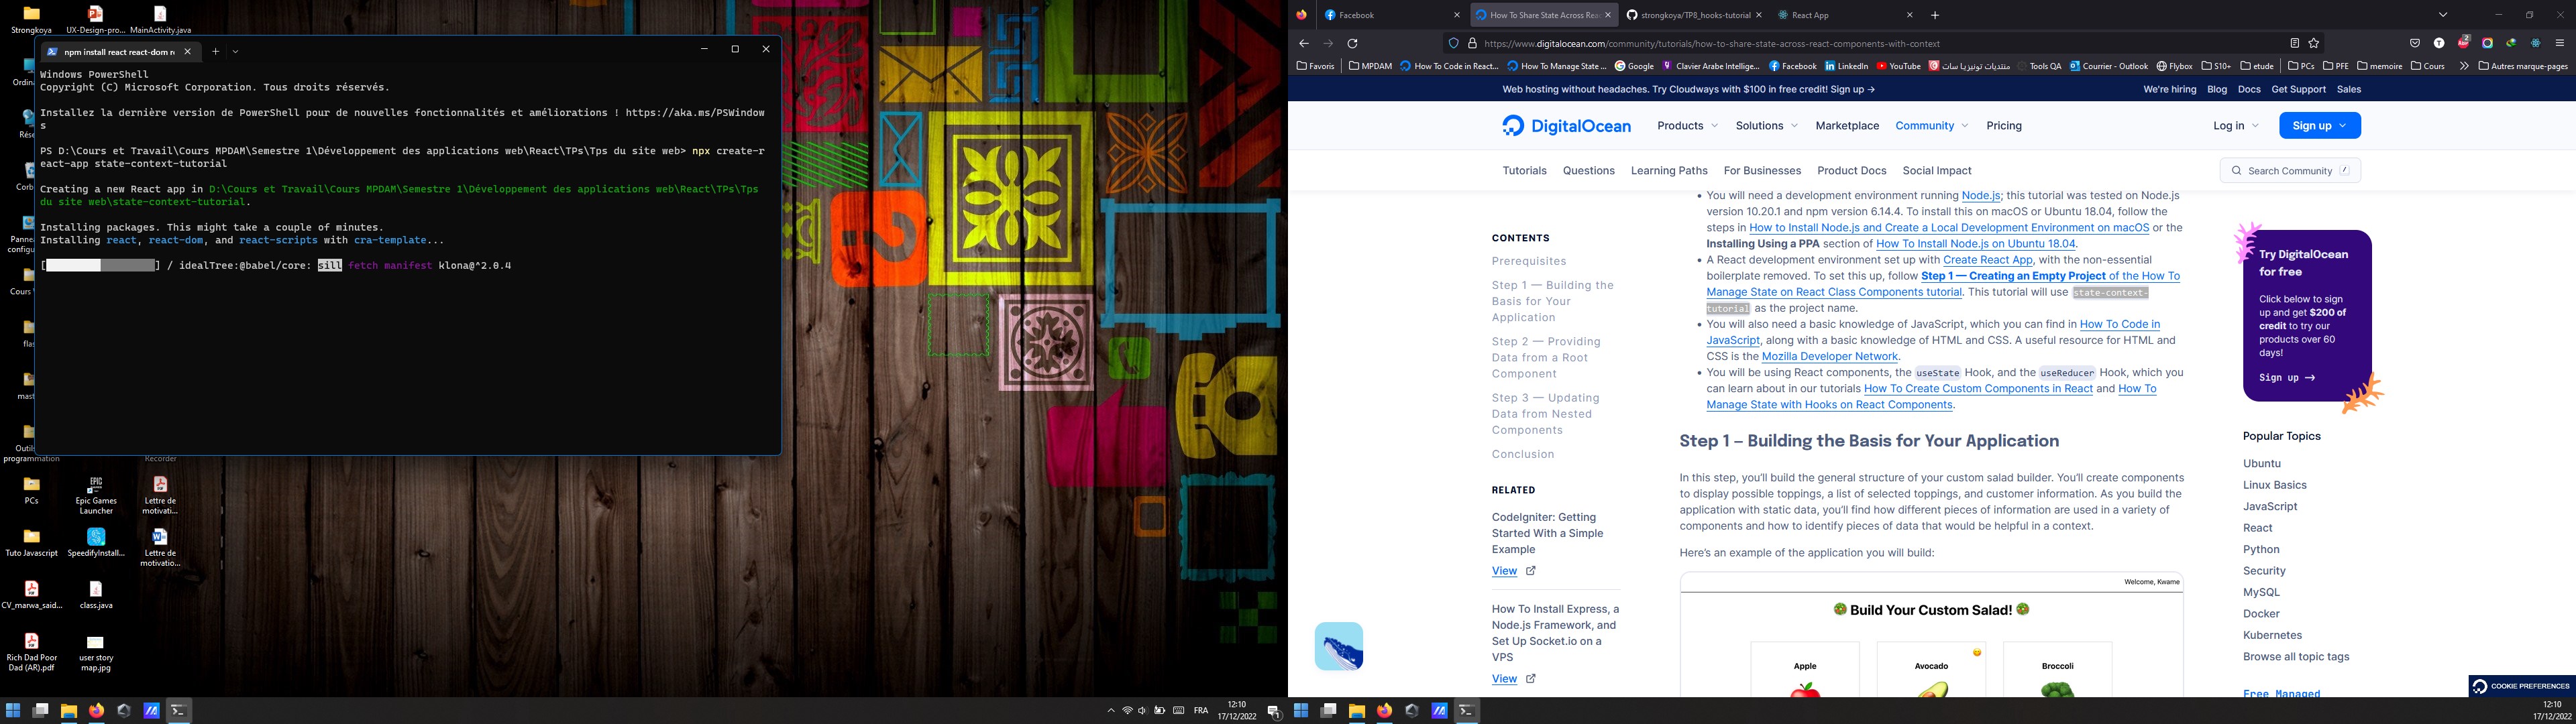 Strongkoya
UX-Design-pro...
MainActivity.java
Ordina
Rése
Corb
Panne
config
Cours
flas
mast
Outil
programmation
Recorder
PCs
Epic Games
Launcher
Lettre de
motivati...
Tuto Javascript
SpeedifyInstall...
Lettre de
motivatio...
CV_marwa_said...
class.java
Rich Dad Poor
Dad (AR).pdf
user story
map.jpg
npm install react react-dom r
Windows PowerShell
Copyright (C) Microsoft Corporation. Tous droits réservés.
Installez la dernière version de PowerShell pour de nouvelles fonctionnalités et améliorations ! https://aka.ms/PSWindow
s
PS D:\Cours et Travail\Cours MPDAM\Semestre 1\Développement des applications web\React\TPs\Tps du site web> npx create-r
eact-app state-context-tutorial
Creating a new React app in D:\Cours et Travail\Cours MPDAM\Semestre 1\Développement des applications web\React\TPs\Tps
du site web\state-context-tutorial.
Installing packages. This might take a couple of minutes.
Installing react, react-dom, and react-scripts with cra-template...
[ ] / idealTree:@babel/core: sill fetch manifest klona@^2.0.4
FRA
12:10
17/12/2022
1
Facebook
How To Share State Across Rea
strongkoya/TP8_hooks-tutorial
React App
https://www.digitalocean.com/community/tutorials/how-to-share-state-across-react-components-with-context
2
Favoris
MPDAM
How To Code in React...
How To Manage State ...
Google
Clavier Arabe Intellige...
Facebook
LinkedIn
YouTube
منتديات تونيزيا سات
Tools QA
Courrier - Outlook
Flybox
S10+
etude
PCs
PFE
memoire
Cours
Autres marque-pages
Web hosting without headaches. Try Cloudways with $100 in free credit! Sign up →
We're hiring
Blog
Docs
Get Support
Sales
DigitalOcean
Products
Solutions
Marketplace
Community
Pricing
Log in
Sign up
Tutorials
Questions
Learning Paths
For Businesses
Product Docs
Social Impact
Search Community /
CONTENTS
Prerequisites
Step 1 — Building the
Basis for Your
Application
Step 2 — Providing
Data from a Root
Component
Step 3 — Updating
Data from Nested
Components
Conclusion
RELATED
CodeIgniter: Getting
Started With a Simple
Example
View
How To Install Express, a
Node.js Framework, and
Set Up Socket.io on a
VPS
View
• You will need a development environment running Node.js; this tutorial was tested on Node.js
version 10.20.1 and npm version 6.14.4. To install this on macOS or Ubuntu 18.04, follow the
steps in How to Install Node.js and Create a Local Development Environment on macOS or the
Installing Using a PPA section of How To Install Node.js on Ubuntu 18.04.
• A React development environment set up with Create React App, with the non-essential
boilerplate removed. To set this up, follow Step 1 — Creating an Empty Project of the How To
Manage State on React Class Components tutorial. This tutorial will use state-context-
tutorial as the project name.
• You will also need a basic knowledge of JavaScript, which you can find in How To Code in
JavaScript, along with a basic knowledge of HTML and CSS. A useful resource for HTML and
CSS is the Mozilla Developer Network.
• You will be using React components, the useState Hook, and the useReducer Hook, which you
can learn about in our tutorials How To Create Custom Components in React and How To
Manage State with Hooks on React Components.
Step 1 — Building the Basis for Your Application
In this step, you'll build the general structure of your custom salad builder. You'll create components
to display possible toppings, a list of selected toppings, and customer information. As you build the
application with static data, you'll find how different pieces of information are used in a variety of
components and how to identify pieces of data that would be helpful in a context.
Here's an example of the application you will build:
Welcome, Kwame
Build Your Custom Salad!
Apple
Avocado
Broccoli
Try DigitalOcean
for free
Click below to sign
up and get $200 of
credit to try our
products over 60
days!
Sign up →
Popular Topics
Ubuntu
Linux Basics
JavaScript
React
Python
Security
MySQL
Docker
Kubernetes
Browse all topic tags
Free Managed
COOKIE PREFERENCES
12:10
17/12/2022